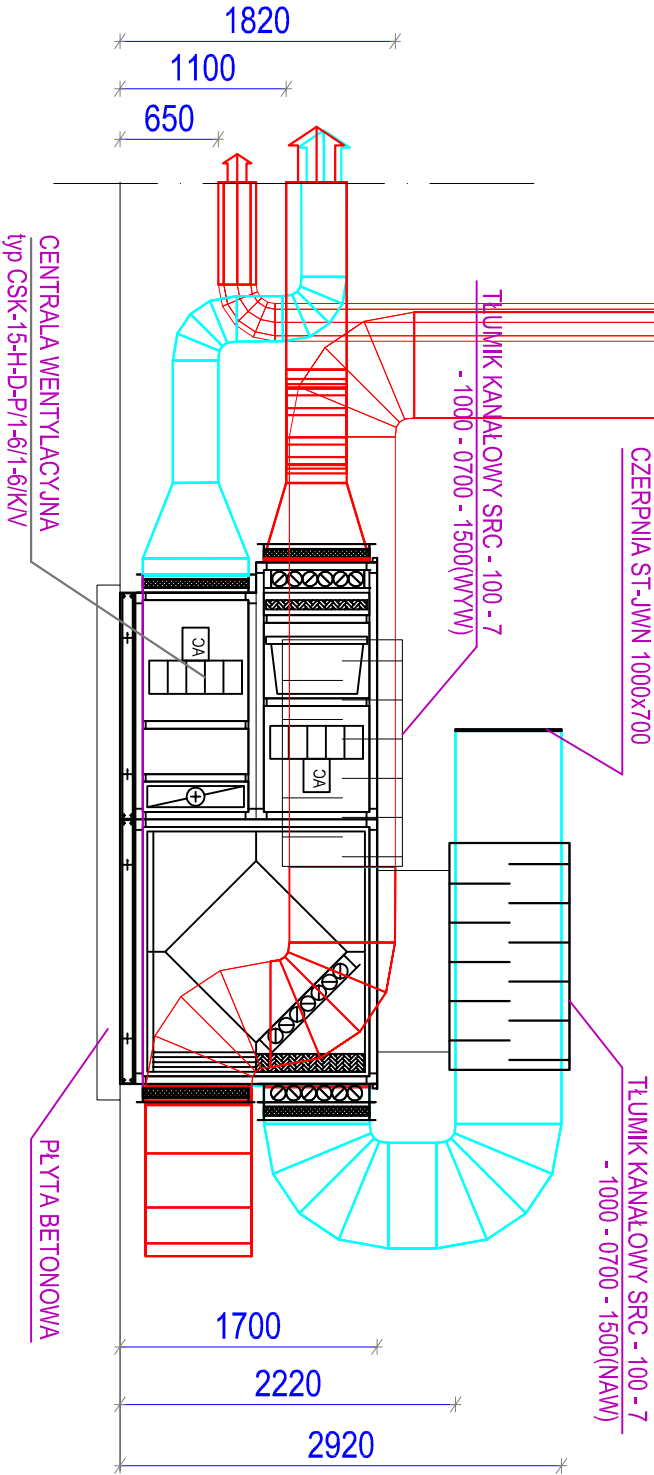 1820
1100
650
CENTRALA WENTYLACYJNA
typ CSK-15-H-D-P/1-6/1-6/K/V
TŁUMIK KANAŁOWY SRC - 100 - 7
- 1000 - 0700 - 1500(WYW)
CZERPNIA ST-JWN 1000x700
AC
AC
TŁUMIK KANAŁOWY SRC - 100 - 7
- 1000 - 0700 - 1500(NAW)
PŁYTA BETONOWA
1700
2220
2920